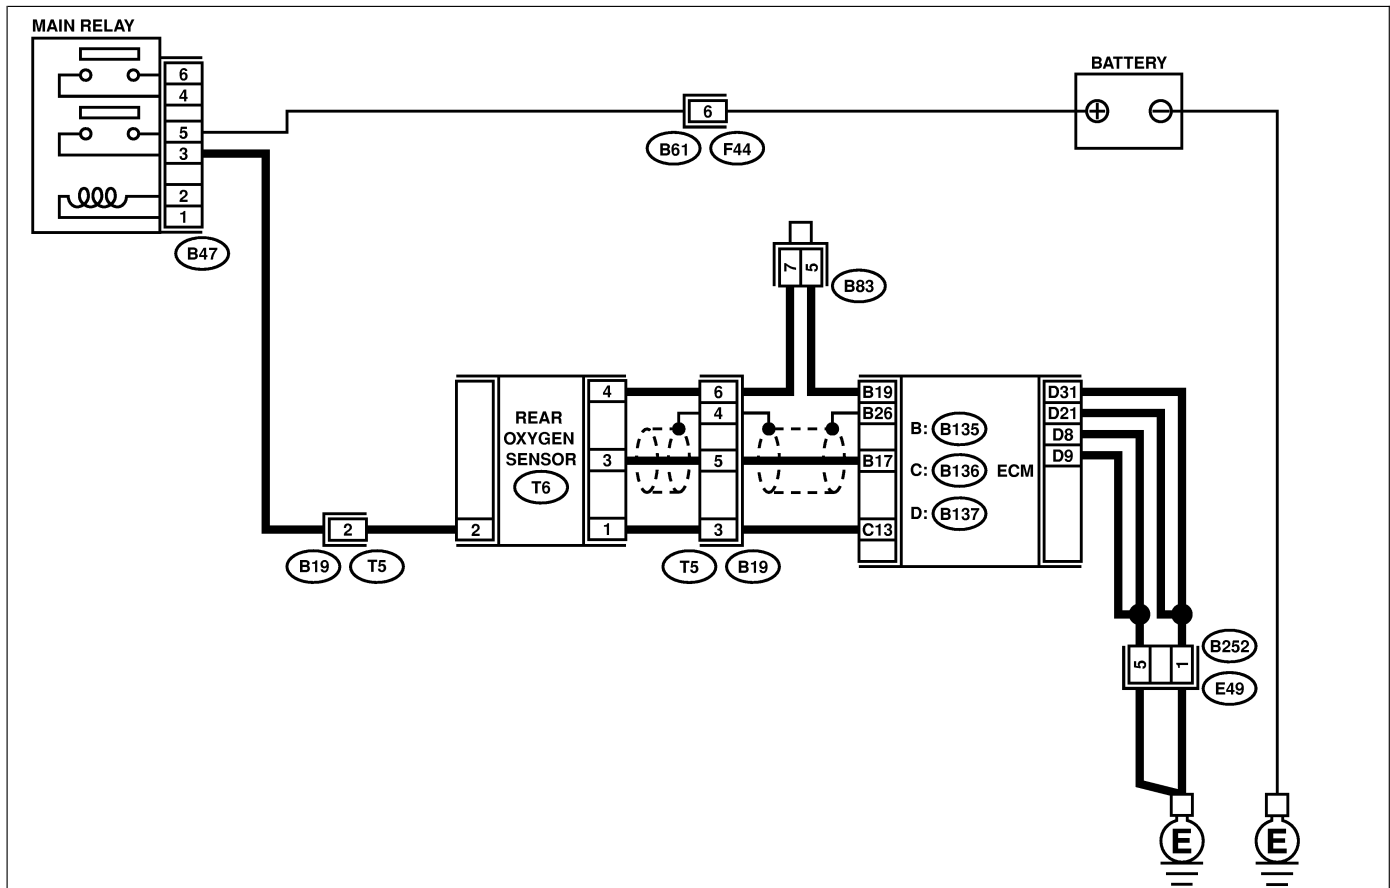 MAIN RELAY
6
4
5
3
2
1
B47
6
B61 F44
BATTERY
7 5
B83
REAR
OXYGEN
SENSOR
T6
2
4
3
1
6
4
5
3
2
B19 T5
T5 B19
B19
B26
B17
C13
B: B135
C: B136 ECM
D: B137
D31
D21
D8
D9
5 1
B252
E49
E E